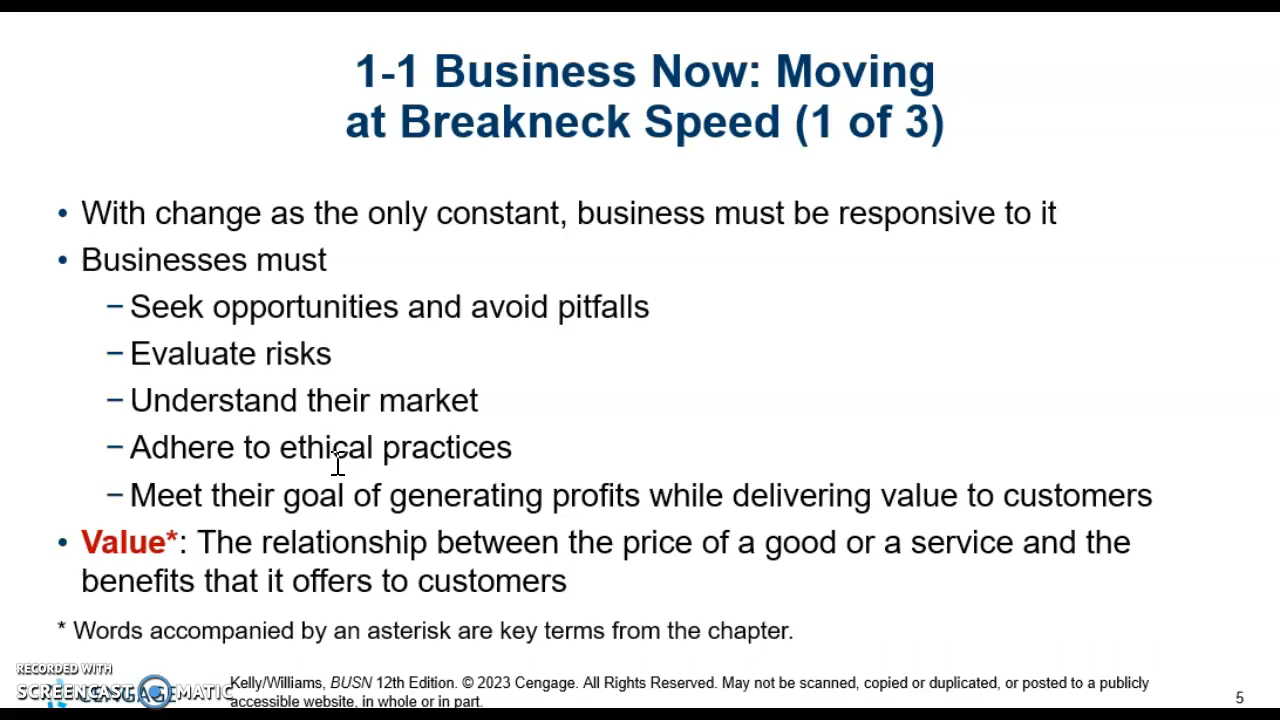 1-1 Business Now: Moving
at Breakneck Speed (1 of 3)
• With change as the only constant, business must be responsive to it
• Businesses must
– Seek opportunities and avoid pitfalls
– Evaluate risks
– Understand their market
– Adhere to ethical practices
– Meet their goal of generating profits while delivering value to customers
• Value*: The relationship between the price of a good or a service and the
benefits that it offers to customers
* Words accompanied by an asterisk are key terms from the chapter.
RECORDED WITH
SCREENCAST MATIC
CENGAGE
Kelly/Williams, BUSN 12th Edition. © 2023 Cengage. All Rights Reserved. May not be scanned, copied or duplicated, or posted to a publicly
accessible website, in whole or in part.
5